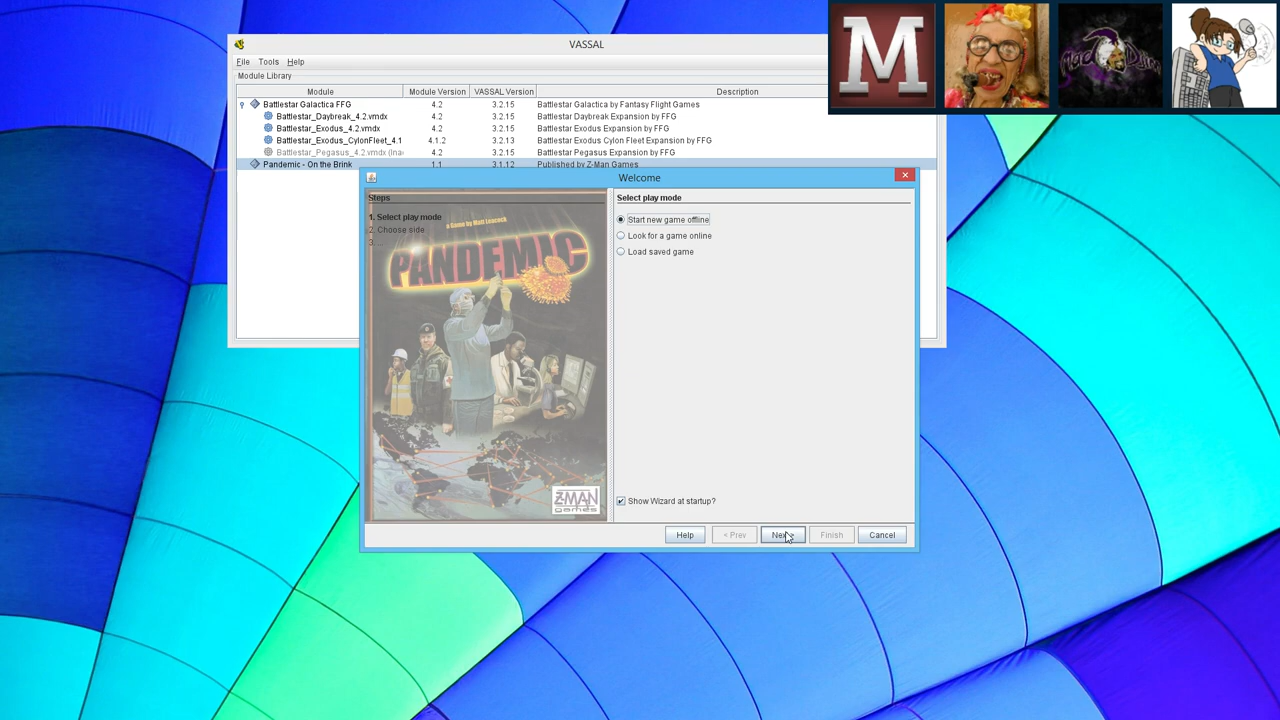 VASSAL
File Tools Help
Module Library
Module Module Version VASSAL Version Description
Battlestar Galactica FFG 4.2 3.2.15 Battlestar Galactica by Fantasy Flight Games
Battlestar_Daybreak_4.2.vmdx 4.2 3.2.15 Battlestar Daybreak Expansion by FFG
Battlestar_Exodus_4.2.vmdx 4.2 3.2.15 Battlestar Exodus Expansion by FFG
Battlestar_Exodus_CylonFleet_4.1 4.1.2 3.2.13 Battlestar Exodus Cylon Fleet Expansion by FFG
Battlestar_Pegasus_4.2.vmdx (Ina 4.2 3.2.15 Battlestar Pegasus Expansion by FFG
Pandemic - On the Brink 1.1 3.1.12 Published by Z-Man Games
Welcome
Steps
1. Select play mode
2. Choose side
3. ...
a Game by Matt Leacock
PANDEMIC
Z-MAN
games
Select play mode
Start new game offline
Look for a game online
Load saved game
Show Wizard at startup?
Help < Prev Finish Cancel
M